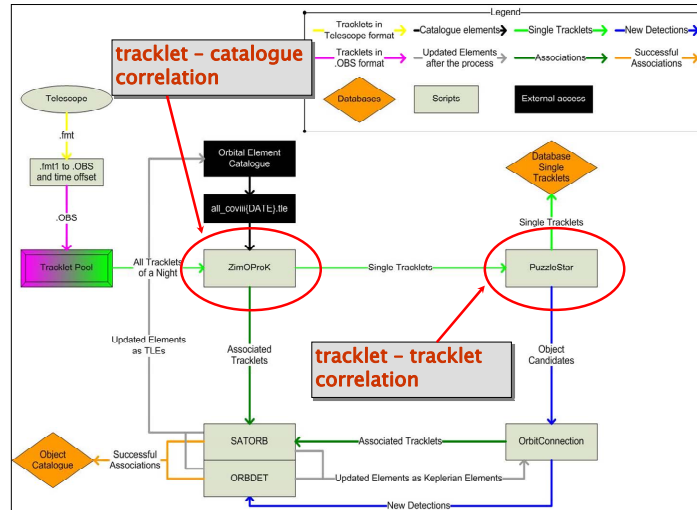 Legend
Tracklets in
Telescope format
Catalogue elements
Single Tracklets
New Detections
Tracklets in
.OBS format
Updated Elements
after the process
Associations
Successful
Associations
Databases
Scripts
External access
tracklet – catalogue
correlation
Telescope
.fmt
.fmt1 to .OBS
and time offset
.OBS
Tracklet Pool
All Tracklets
of a Night
Orbital Element
Catalogue
all_coviii{DATE}.tle
ZimOProK
Single Tracklets
Database
Single
Tracklets
Single Tracklets
PuzzleStar
Updated Elements
as TLEs
Associated
Tracklets
tracklet – tracklet
correlation
Object
Candidates
Object
Catalogue
Successful
Associations
SATORB
ORBDET
Associated Tracklets
OrbitConnection
Updated Elements as Keplerian Elements
New Detections